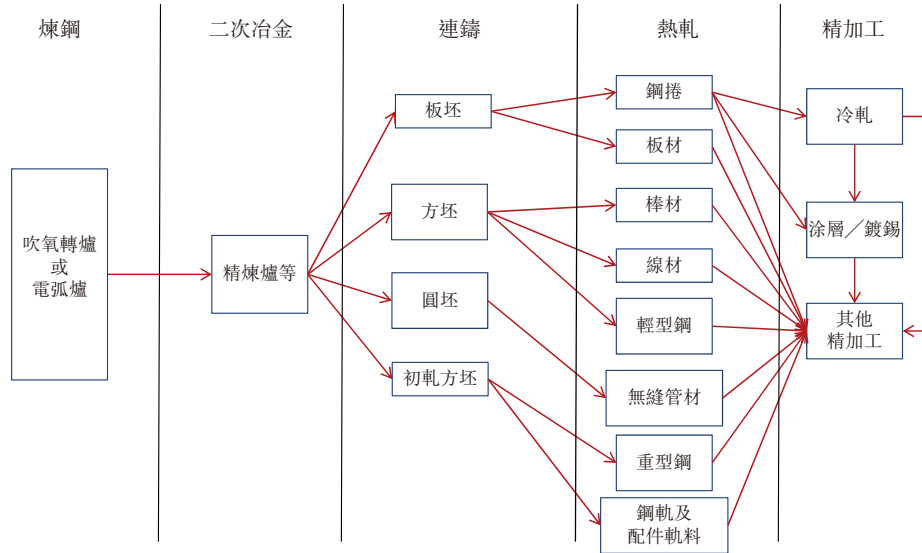 煉鋼
二次冶金
連鑄
熱軋
精加工
吹氧轉爐
或
電弧爐
精煉爐等
板坯
方坯
圓坯
初軋方坯
鋼捲
板材
棒材
線材
輕型鋼
無縫管材
重型鋼
鋼軌及
配件軌料
冷軋
涂層／鍍錫
其他
精加工